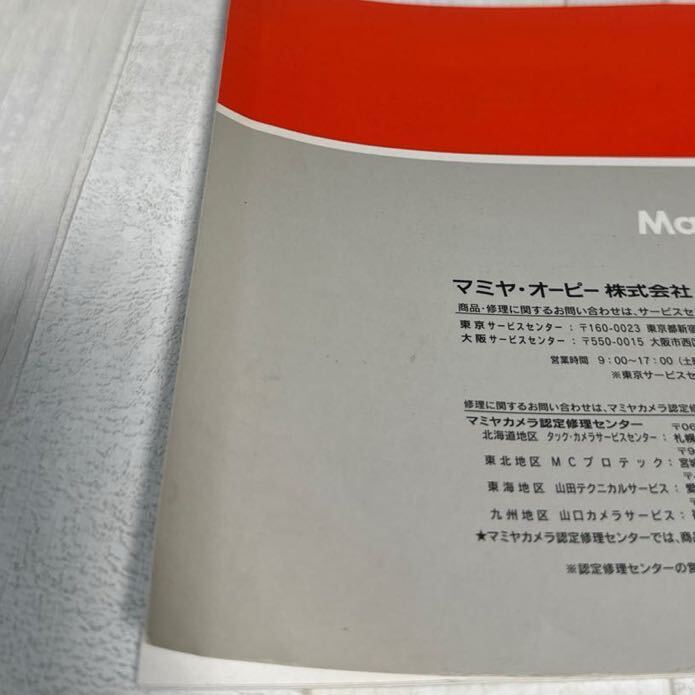 Ma
マミヤ・オーピー株式会社
商品・修理に関するお問い合わせは、サービスセ
東京サービスセンター：〒160-0023 東京都新宿
大阪サービスセンター：〒550-0015 大阪市西区
営業時間 9:00〜17:00（土
※東京サービスセ
修理に関するお問い合わせは、マミヤカメラ認定修
マミヤカメラ認定修理センター 〒06
北海道地区 タック・カメラサービスセンター：札幌
〒9
東北地区 MCプロテック：宮城
東海地区 山田テクニカルサービス：愛
九州地区 山口カメラサービス：
★マミヤカメラ認定修理センターでは、商品
※認定修理センターの営